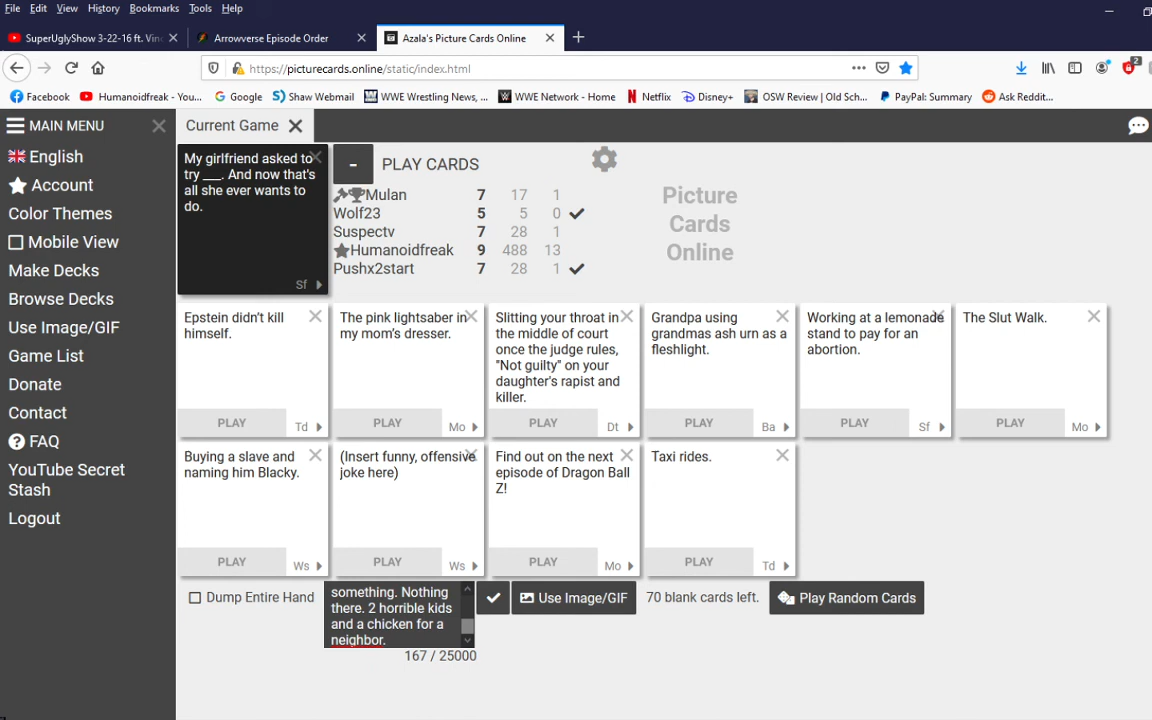 File Edit View History Bookmarks Tools Help
SuperUglyShow 3-22-16 ft. Vinc
Arrowverse Episode Order
Azala's Picture Cards Online
https://picturecards.online/static/index.html
2
Facebook
Humanoidfreak - You...
Google
Shaw Webmail
WWE Wrestling News, ...
WWE Network - Home
Netflix
Disney+
OSW Review | Old Sch...
PayPal: Summary
Ask Reddit...
MAIN MENU
English
Account
Color Themes
Mobile View
Make Decks
Browse Decks
Use Image/GIF
Game List
Donate
Contact
FAQ
YouTube Secret
Stash
Logout
Current Game
My girlfriend asked to
try ___. And now that's
all she ever wants to
do.
Sf
-
PLAY CARDS
Mulan 7 17 1
Wolf23 5 5 0
Suspectv 7 28 1
Humanoidfreak 9 488 13
Pushx2start 7 28 1
Picture
Cards
Online
Epstein didn't kill
himself.
PLAY
Td
The pink lightsaber in
my mom's dresser.
PLAY
Mo
Slitting your throat in
the middle of court
once the judge rules,
"Not guilty" on your
daughter's rapist and
killer.
PLAY
Dt
Grandpa using
grandmas ash urn as a
fleshlight.
PLAY
Ba
Working at a lemonade
stand to pay for an
abortion.
PLAY
Sf
The Slut Walk.
PLAY
Mo
Buying a slave and
naming him Blacky.
PLAY
Ws
(Insert funny, offensive
joke here)
PLAY
Ws
Find out on the next
episode of Dragon Ball
Z!
PLAY
Mo
Taxi rides.
PLAY
Td
Dump Entire Hand
something. Nothing
there. 2 horrible kids
and a chicken for a
neighbor.
167 / 25000
Use Image/GIF
70 blank cards left.
Play Random Cards